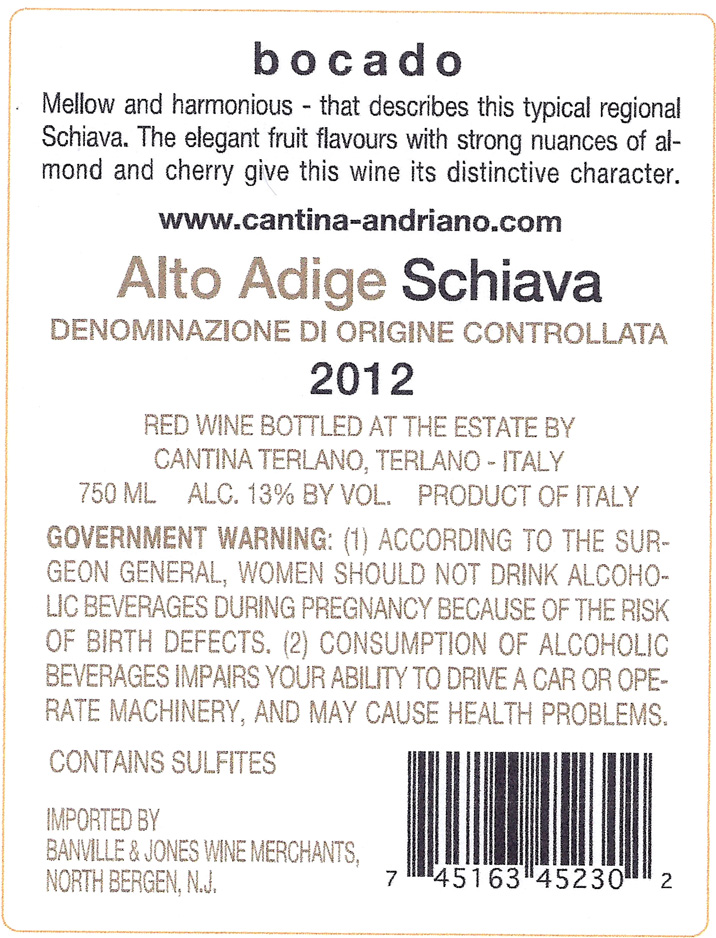 bocado
Mellow and harmonious - that describes this typical regional
Schiava. The elegant fruit flavours with strong nuances of al-
mond and cherry give this wine its distinctive character.
www.cantina-andriano.com
Alto Adige Schiava
DENOMINAZIONE DI ORIGINE CONTROLLATA
2012
RED WINE BOTTLED AT THE ESTATE BY
CANTINA TERLANO, TERLANO - ITALY
750 ML ALC. 13% BY VOL. PRODUCT OF ITALY
GOVERNMENT WARNING: (1) ACCORDING TO THE SUR-
GEON GENERAL, WOMEN SHOULD NOT DRINK ALCOHO-
LIC BEVERAGES DURING PREGNANCY BECAUSE OF THE RISK
OF BIRTH DEFECTS. (2) CONSUMPTION OF ALCOHOLIC
BEVERAGES IMPAIRS YOUR ABILITY TO DRIVE A CAR OR OPE-
RATE MACHINERY, AND MAY CAUSE HEALTH PROBLEMS.
CONTAINS SULFITES
IMPORTED BY
BANVILLE & JONES WINE MERCHANTS,
NORTH BERGEN, N.J.
7 45163 45230 2